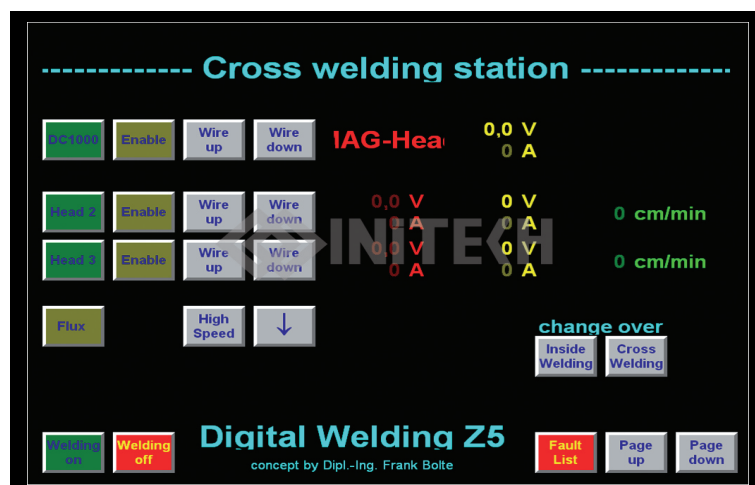 ---------- Cross welding station ----------
DC1000 Enable Wire up Wire down MAG-Hea 0,0 V
0 A
Head 2 Enable Wire up Wire down 0,0 V 0 V 0 cm/min
0 A 0 A
Head 3 Enable Wire up Wire down 0,0 V 0 V 0 cm/min
0 A 0 A
INITECH
Flux High Speed ↓
change over
Inside Welding Cross Welding
Welding on Welding off Digital Welding Z5 Fault List Page up Page down
concept by Dipl.-Ing. Frank Bolte